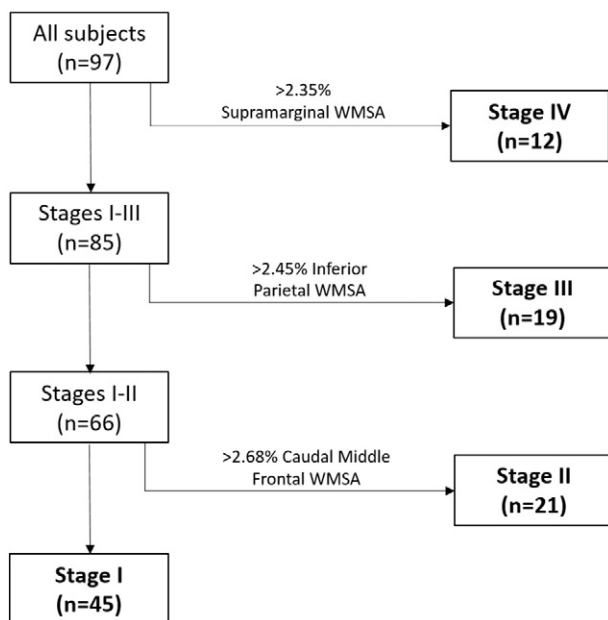 All subjects
(n=97)
>2.35%
Supramarginal WMSA
Stage IV
(n=12)
Stages I-III
(n=85)
>2.45% Inferior
Parietal WMSA
Stage III
(n=19)
Stages I-II
(n=66)
>2.68% Caudal Middle
Frontal WMSA
Stage II
(n=21)
Stage I
(n=45)